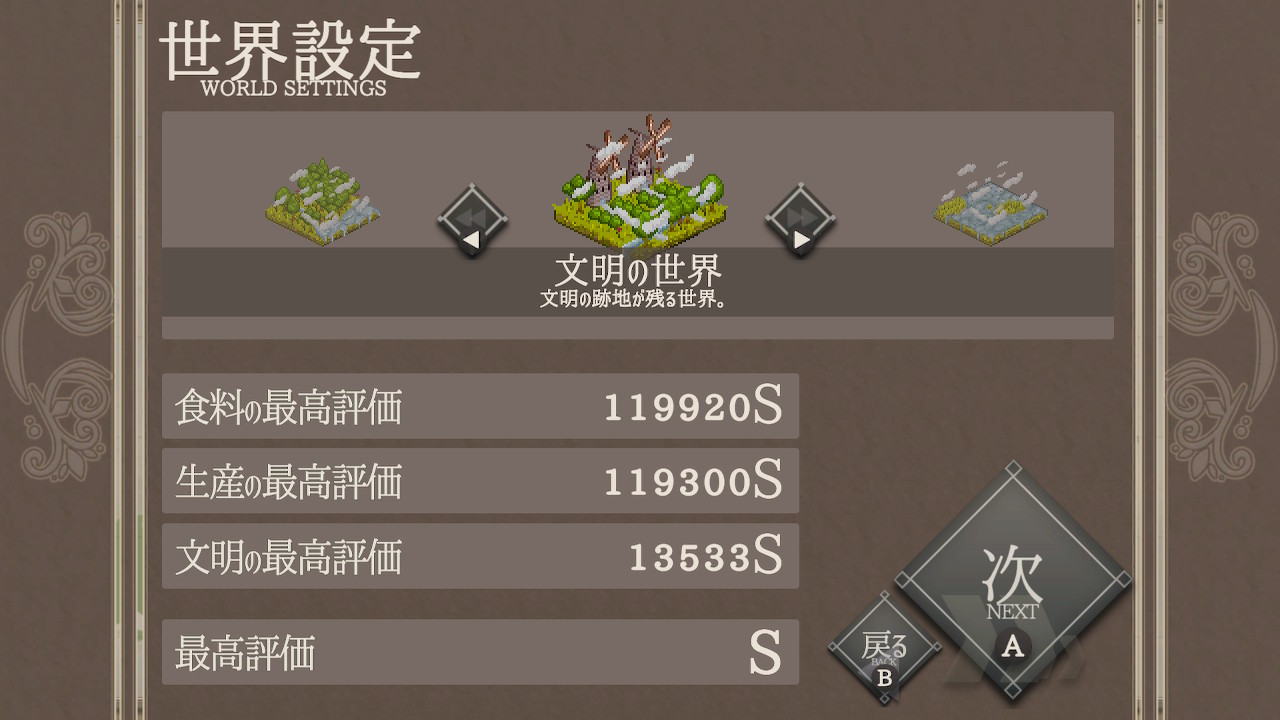 世界設定
WORLD SETTINGS
文明の世界
文明の跡地が残る世界。
食料の最高評価 119920S
生産の最高評価 119300S
文明の最高評価 13533S
最高評価 S
次
NEXT
A
戻る
BACK
B